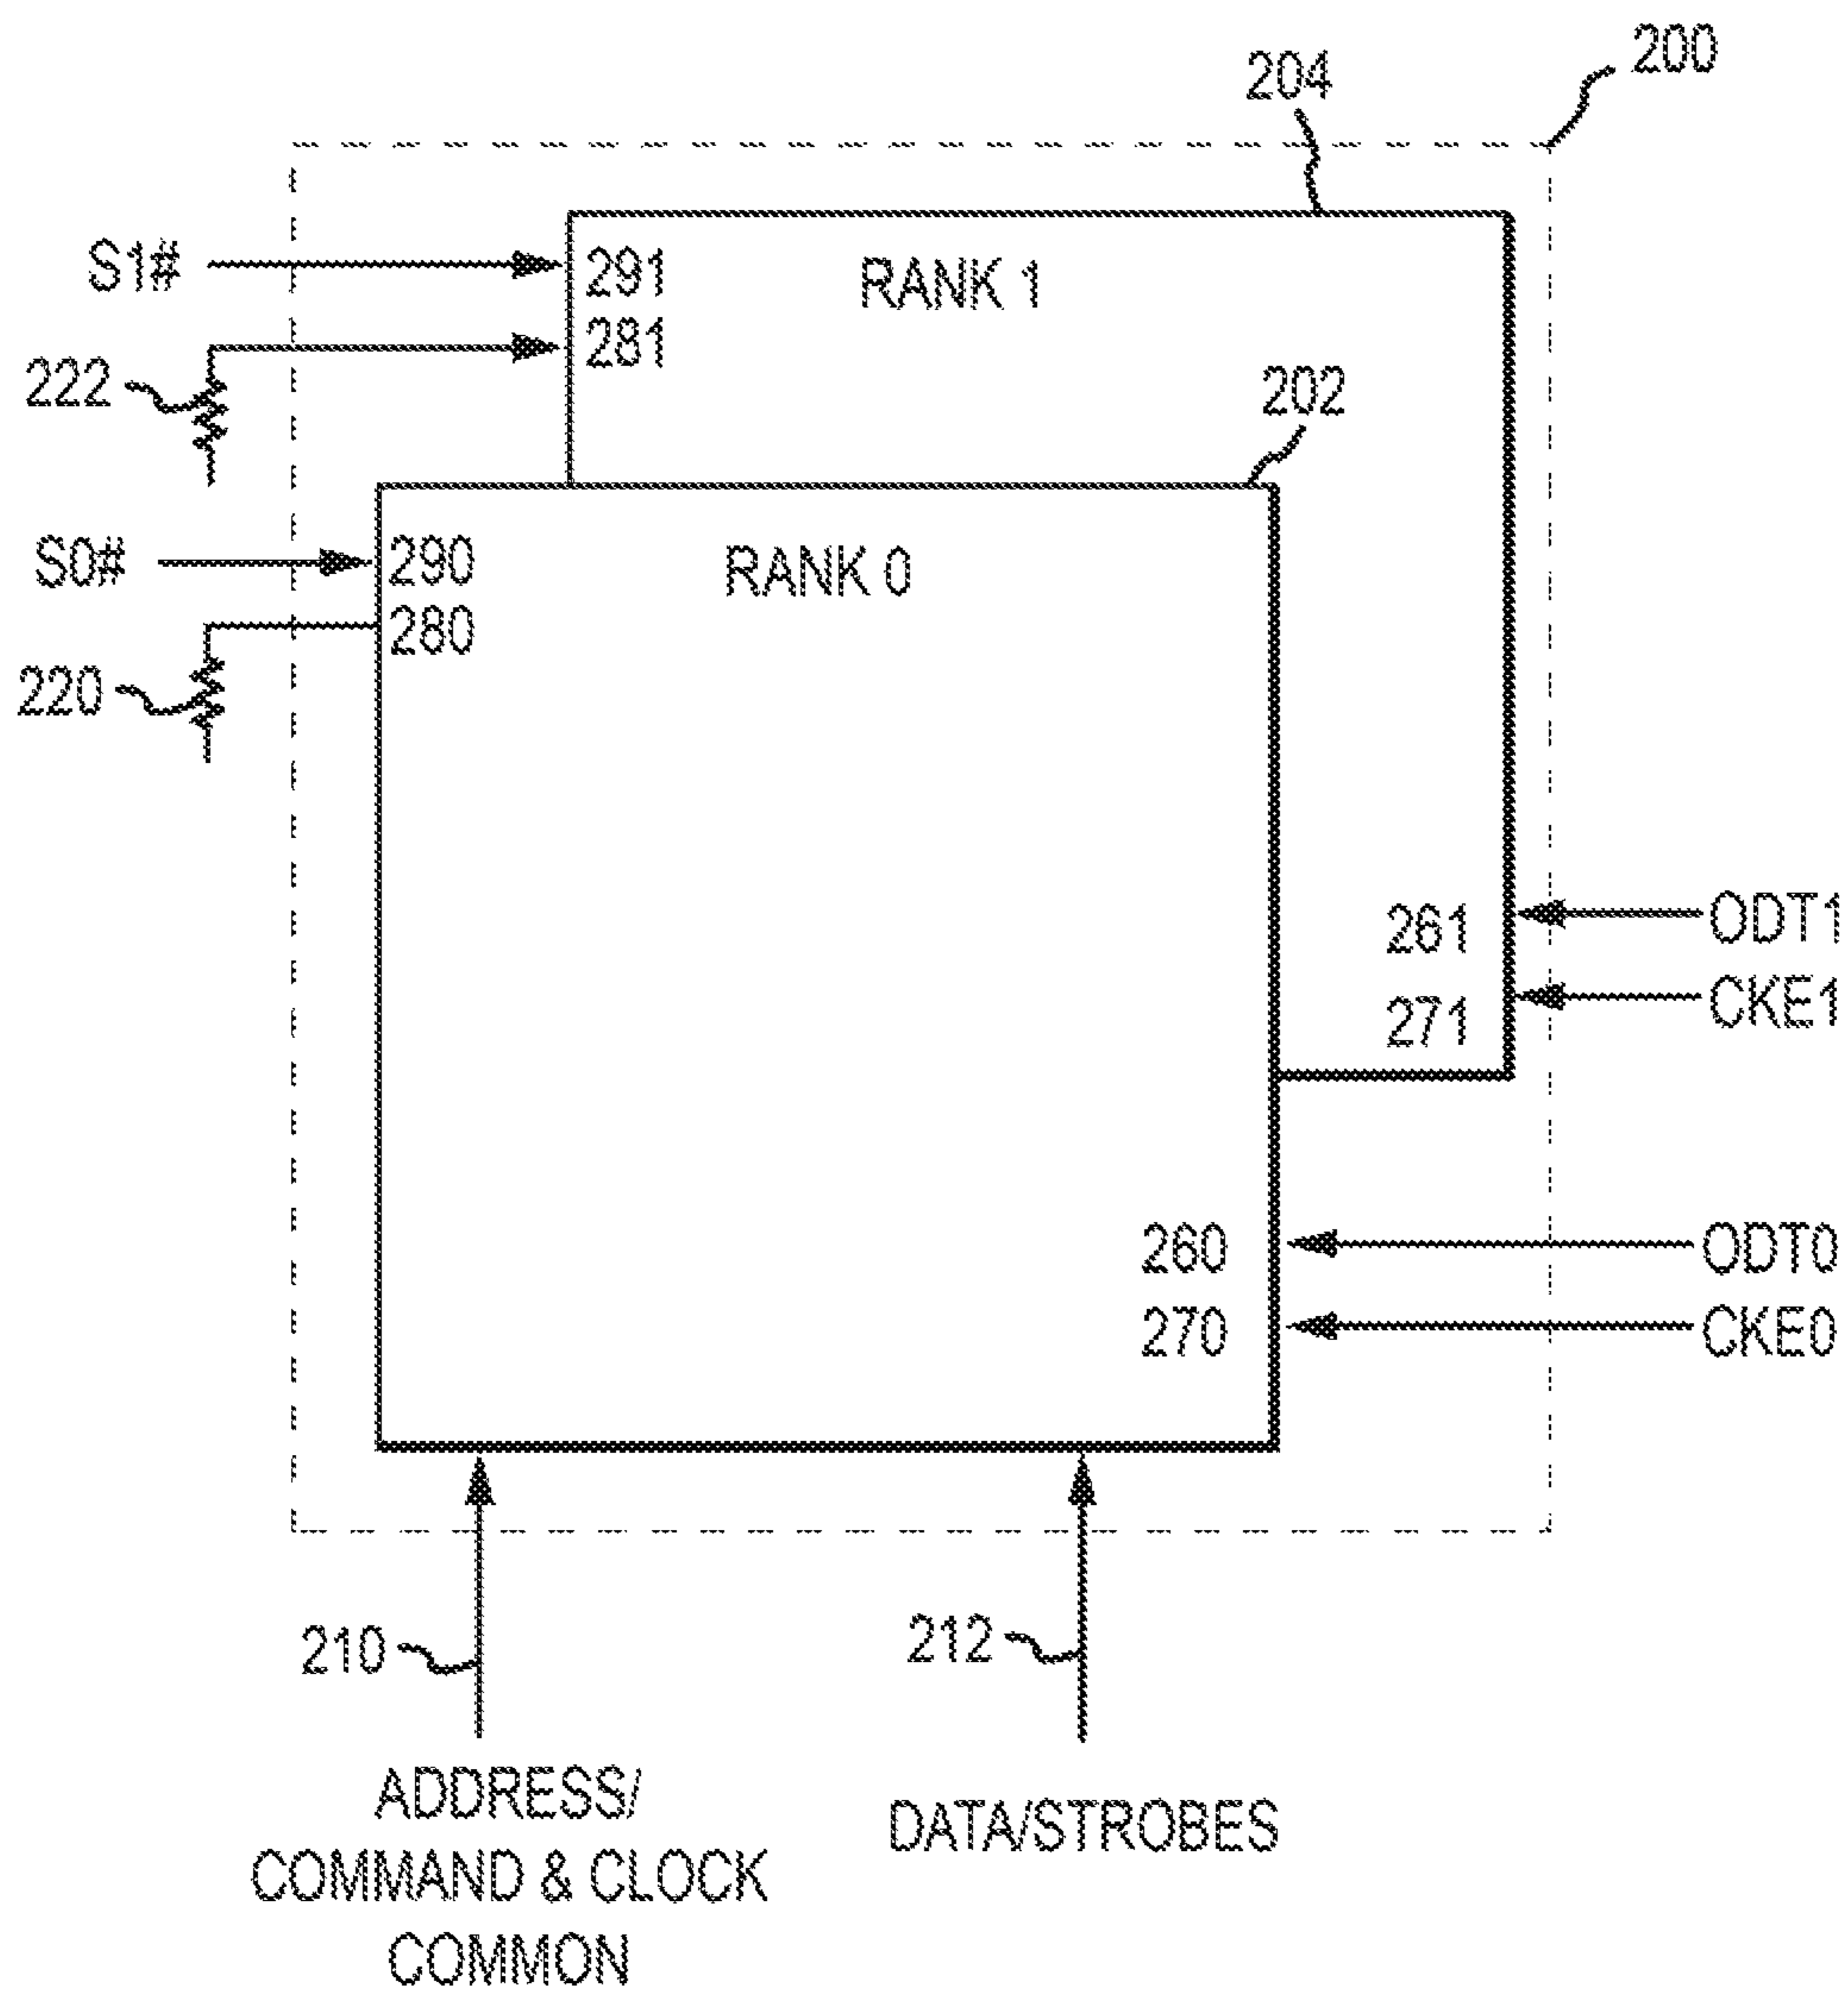 200
204
S1#
291
RANK 1
281
222
202
S0#
290
RANK 0
280
220
261
ODT1
271
CKE1
260
ODT0
270
CKE0
210
212
ADDRESS/
COMMAND & CLOCK
COMMON
DATA/STROBES